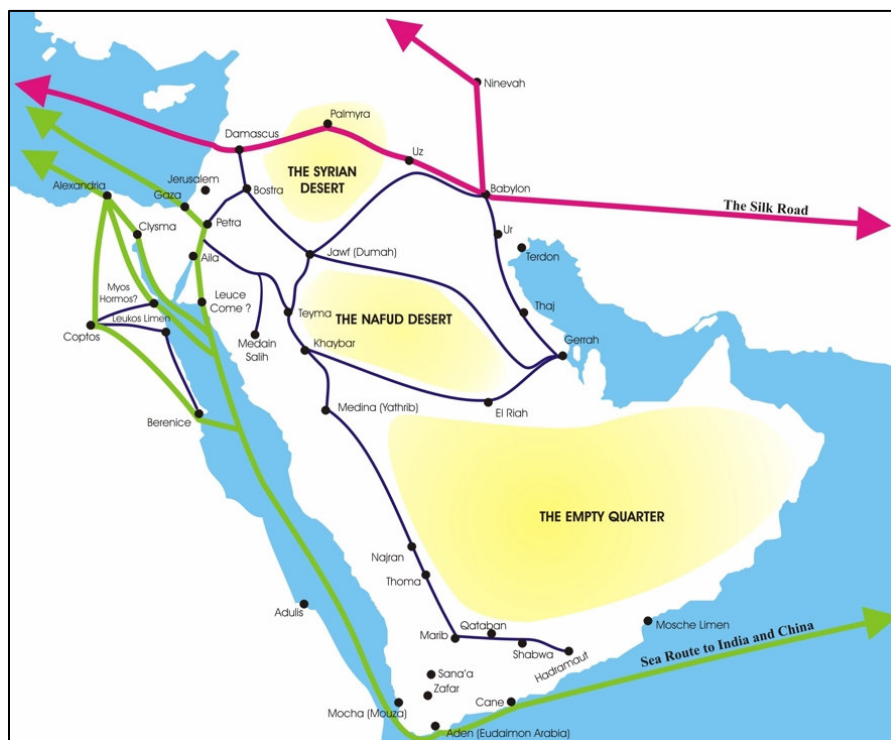 Ninevah
Palmyra
Damascus
Uz
THE SYRIAN
DESERT
Jerusalem
Alexandria
Gaza
Bostra
Babylon
The Silk Road
Clysma
Petra
Ur
Aila
Jawf (Dumah)
Terdon
Myos
Hormos?
Leuce
Come ?
Leukos Limen
Teyma
THE NAFUD DESERT
Thaj
Coptos
Medain
Salih
Khaybar
Gerrah
Berenice
Medina (Yathrib)
El Riah
THE EMPTY QUARTER
Najran
Thoma
Adulis
Qataban
Mosche Limen
Marib
Shabwa
Hadramaut
Sea Route to India and China
Sana'a
Zafar
Cane
Mocha (Mouza)
Aden (Eudaimon Arabia)